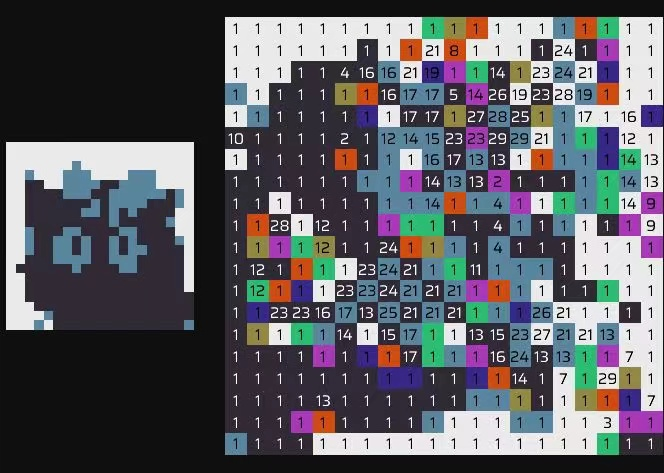 1 1 1 1 1 1 1 1 1 1 1 1 1 1 1 1 1 1 1 1
1 1 1 1 1 1 1 1 1 21 8 1 1 1 1 24 1 1 1 1
1 1 1 1 1 4 16 16 21 19 1 1 14 1 23 24 21 1 1 1
1 1 1 1 1 1 1 16 17 17 5 14 26 19 23 28 19 1 1 1
1 1 1 1 1 1 1 1 17 17 1 27 28 25 1 1 17 1 16 1
10 1 1 1 1 2 1 12 14 15 23 23 29 29 21 1 1 1 12 1
1 1 1 1 1 1 1 1 1 16 17 13 13 1 1 1 1 1 14 13
1 1 1 1 1 1 1 1 1 14 13 13 2 1 1 1 1 1 14 13
1 1 1 1 1 1 1 1 1 14 1 1 4 1 1 1 1 1 14 9
1 1 28 1 12 1 1 1 1 1 1 1 4 1 1 1 1 1 1 9
1 1 1 1 12 1 1 24 1 1 1 1 4 1 1 1 1 1 1 1
1 12 1 1 1 1 23 24 21 1 1 11 1 1 1 1 1 1 1 1
1 12 1 1 1 23 23 24 21 21 21 1 1 1 1 1 1 1 1 1
1 1 23 23 16 17 13 25 21 21 21 1 1 1 26 21 1 1 1 1
1 1 1 1 1 14 1 15 17 1 1 13 15 23 27 21 21 13 1 1
1 1 1 1 1 1 1 1 17 1 1 1 16 24 13 13 1 1 7 1
1 1 1 1 1 1 1 1 1 1 1 1 1 14 1 7 1 29 1 1
1 1 1 1 13 1 1 1 1 1 1 1 1 1 1 1 1 1 1 7
1 1 1 1 1 1 1 1 1 1 1 1 1 1 1 1 1 3 1 1
1 1 1 1 1 1 1 1 1 1 1 1 1 1 1 1 1 1 1 1